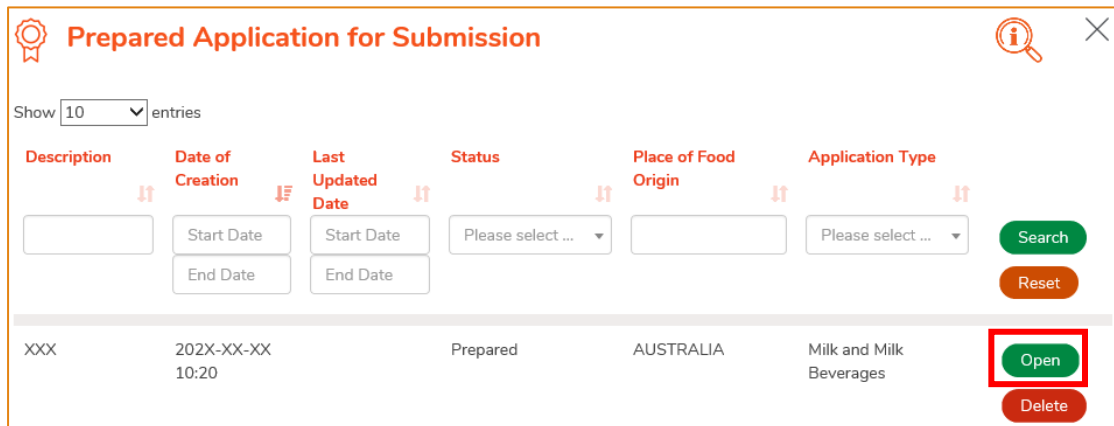 Prepared Application for Submission
Show 10 entries
Description Date of Creation Last Updated Date Status Place of Food Origin Application Type
Start Date Start Date Please select ... Please select ... Search
End Date End Date Reset
XXX 202X-XX-XX 10:20 Prepared AUSTRALIA Milk and Milk Beverages Open
Delete